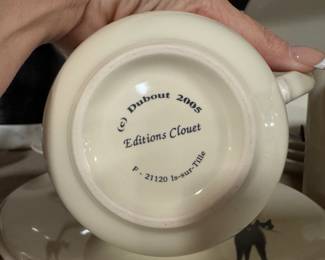 (c) Dubout 2005
Editions Clouet
F - 21120 Is-sur-Tille